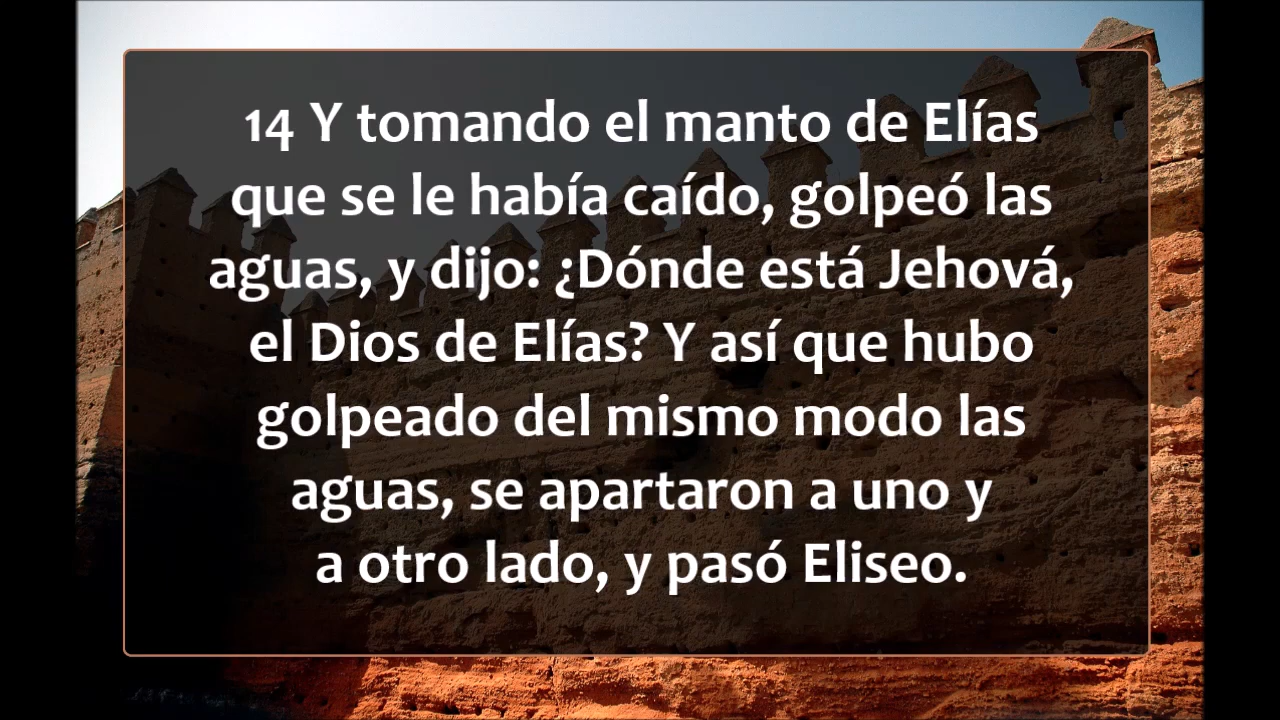 14 Y tomando el manto de Elías
que se le había caído, golpeó las
aguas, y dijo: ¿Dónde está Jehová,
el Dios de Elías? Y así que hubo
golpeado del mismo modo las
aguas, se apartaron a uno y
a otro lado, y pasó Eliseo.